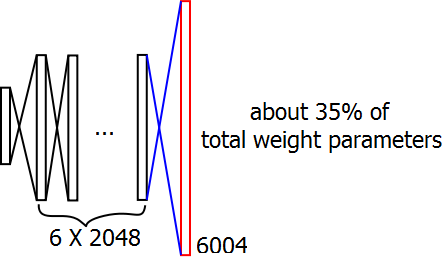 ...
about 35% of
total weight parameters
6 X 2048
6004